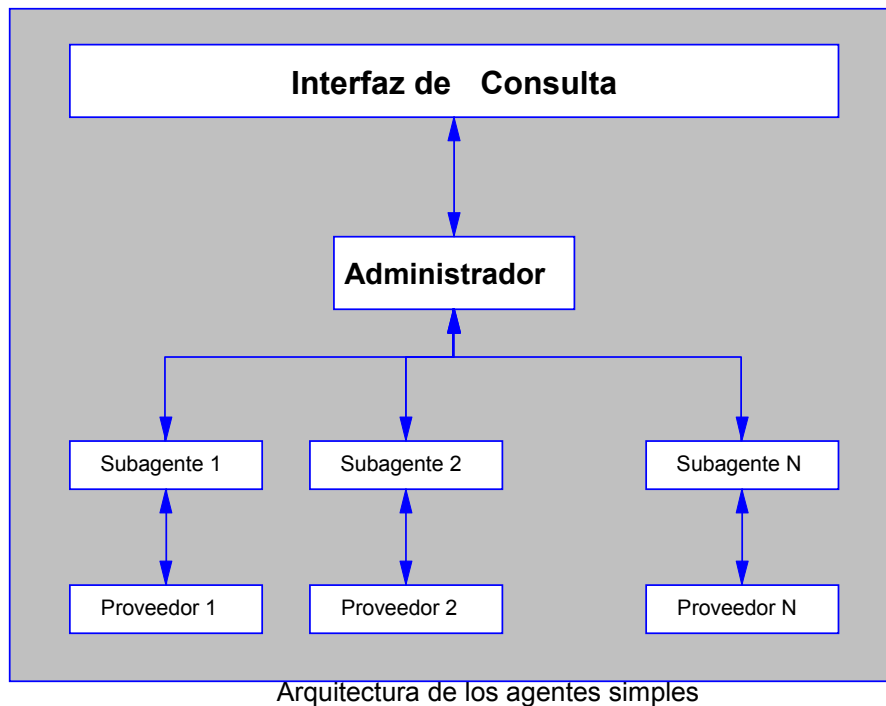 Interfaz de Consulta
Administrador
Subagente 1
Subagente 2
Subagente N
Proveedor 1
Proveedor 2
Proveedor N
Arquitectura de los agentes simples